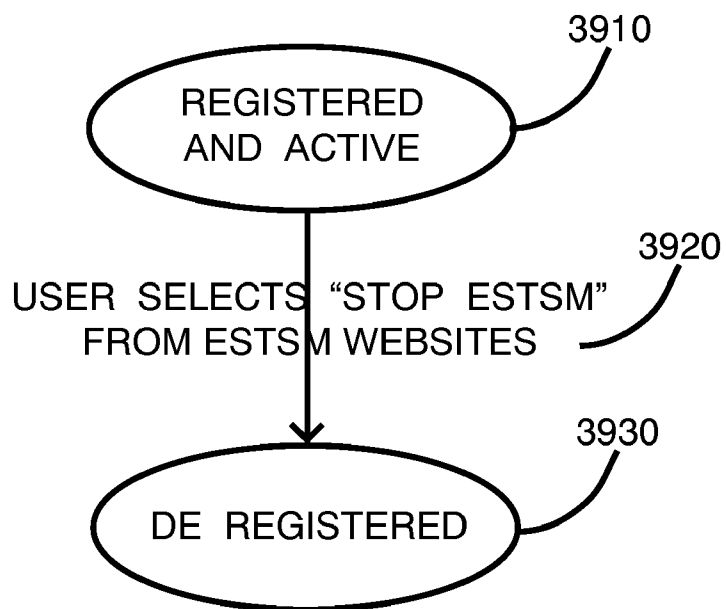 3910
REGISTERED
AND ACTIVE
3920
USER SELECTS “STOP ESTSM”
FROM ESTSM WEBSITES
3930
DE REGISTERED